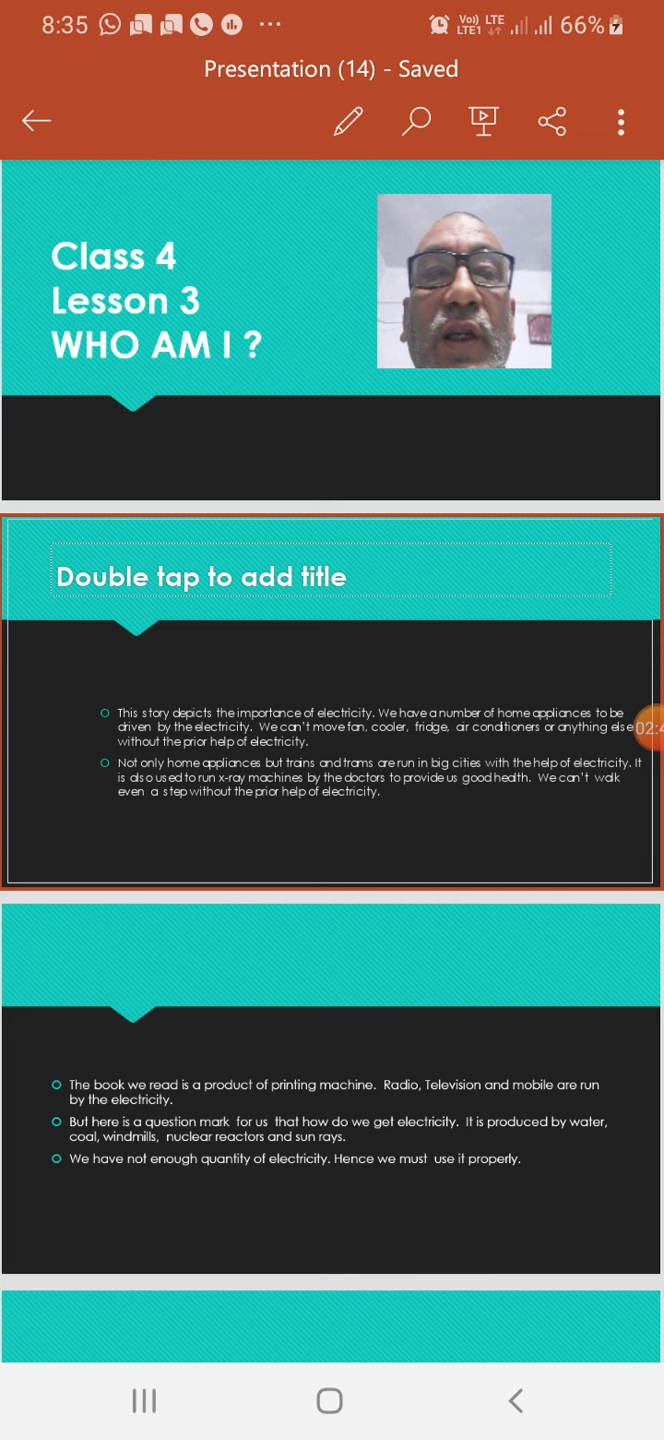 8:35
Vo)) LTE
LTE1
66%
Presentation (14) - Saved
Class 4
Lesson 3
WHO AM I ?
Double tap to add title
This story depicts the importance of electricity. We have a number of home appliances to be
driven by the electricity. We can't move fan, cooler, fridge, air conditioners or anything else
without the prior help of electricity.
02:4
Not only home appliances but trains and trams are run in big cities with the help of electricity. It
is also used to run x-ray machines by the doctors to provide us good health. We can't walk
even a step without the prior help of electricity.
The book we read is a product of printing machine. Radio, Television and mobile are run
by the electricity.
But here is a question mark for us that how do we get electricity. It is produced by water,
coal, windmills, nuclear reactors and sun rays.
We have not enough quantity of electricity. Hence we must use it properly.